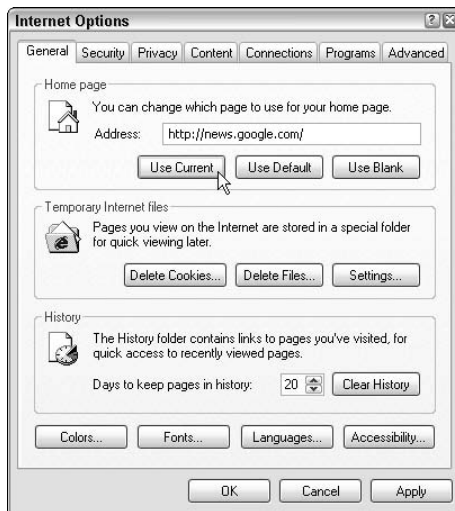 Internet Options
General Security Privacy Content Connections Programs Advanced
Home page
You can change which page to use for your home page.
Address: http://news.google.com/
Use Current Use Default Use Blank
Temporary Internet files
Pages you view on the Internet are stored in a special folder
for quick viewing later.
Delete Cookies... Delete Files... Settings...
History
The History folder contains links to pages you've visited, for
quick access to recently viewed pages.
Days to keep pages in history: 20 Clear History
Colors... Fonts... Languages... Accessibility...
OK Cancel Apply